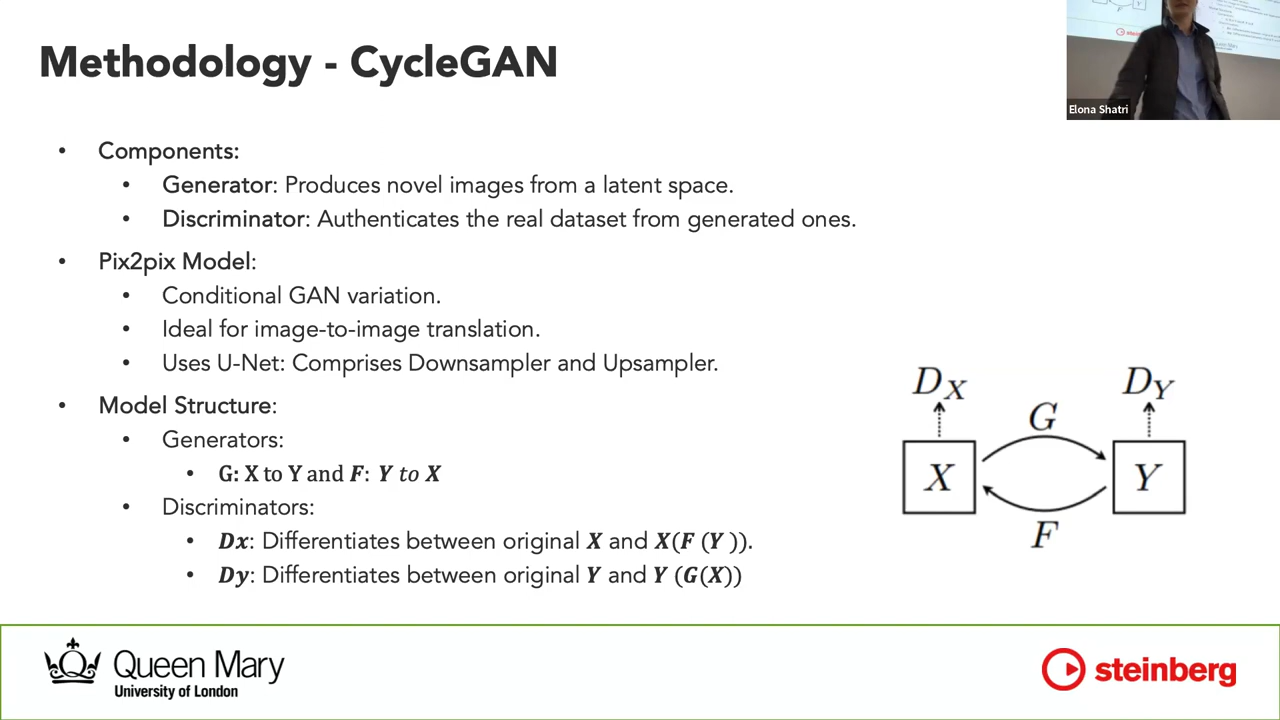 Methodology - CycleGAN
Elona Shatri
• Components:
• Generator: Produces novel images from a latent space.
• Discriminator: Authenticates the real dataset from generated ones.
• Pix2pix Model:
• Conditional GAN variation.
• Ideal for image-to-image translation.
• Uses U-Net: Comprises Downsampler and Upsampler.
• Model Structure:
• Generators:
• G: X to Y and F: Y to X
• Discriminators:
• Dx: Differentiates between original X and X(F (Y )).
• Dy: Differentiates between original Y and Y (G(X))
D_X D_Y
G
X Y
F
Queen Mary
University of London
steinberg